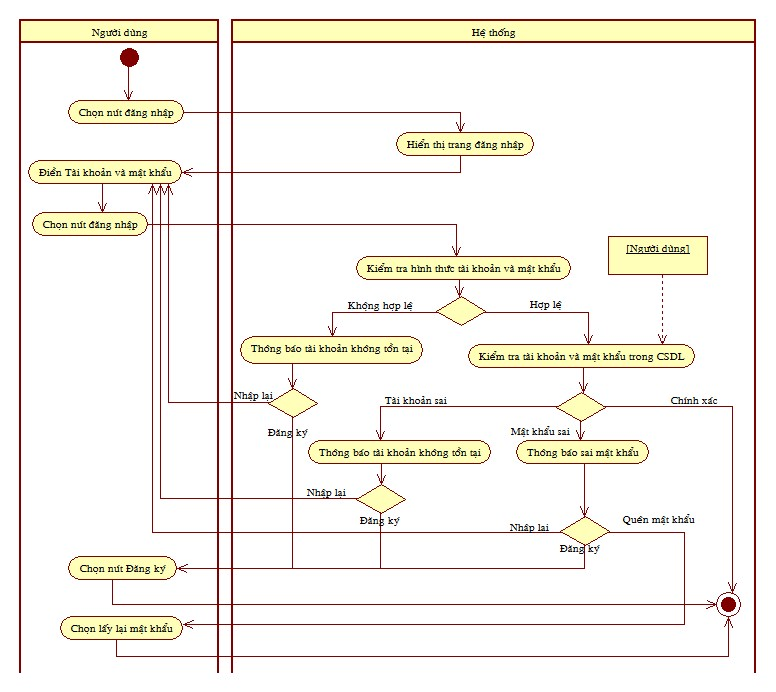 Người dùng
Hệ thống
Chọn nút đăng nhập
Hiển thị trang đăng nhập
Điền Tài khoản và mật khẩu
Chọn nút đăng nhập
[Người dùng]
Kiểm tra hình thức tài khoản và mật khẩu
Không hợp lệ
Hợp lệ
Thông báo tài khoản không tồn tại
Kiểm tra tài khoản và mật khẩu trong CSDL
Nhập lại
Tài khoản sai
Chính xác
Đăng ký
Mật khẩu sai
Thông báo tài khoản không tồn tại
Thông báo sai mật khẩu
Nhập lại
Đăng ký
Quên mật khẩu
Nhập lại
Đăng ký
Chọn nút Đăng ký
Chọn lấy lại mật khẩu